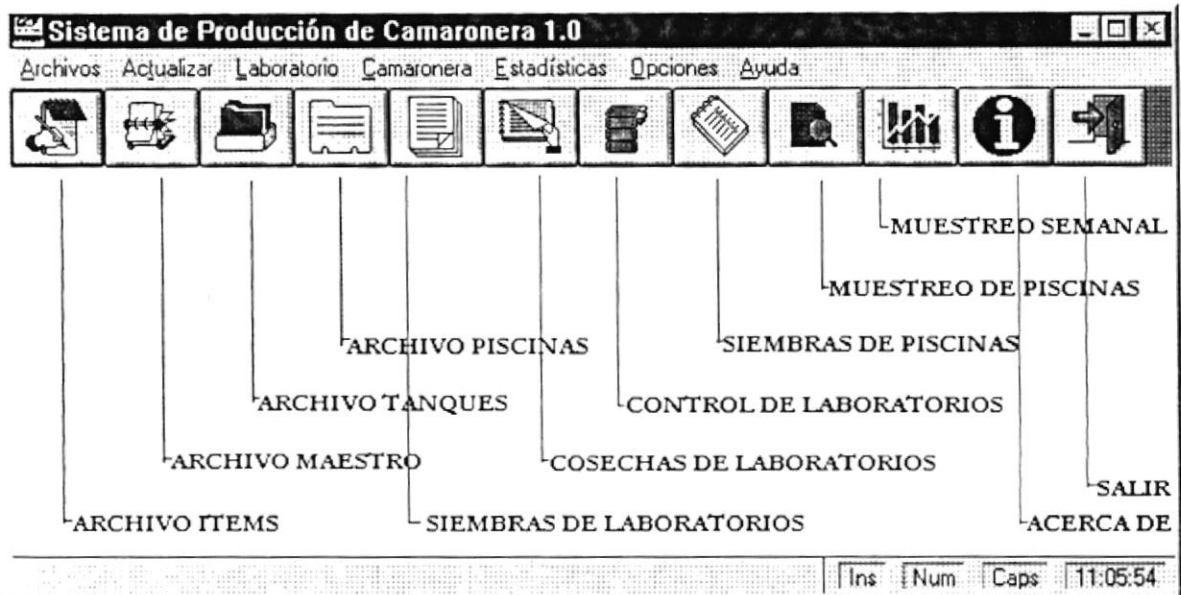 Sistema de Producción de Camaronera 1.0
Archivos Actualizar Laboratorio Camaronera Estadísticas Opciones Ayuda
MUESTREO SEMANAL
MUESTREO DE PISCINAS
ARCHIVO PISCINAS SIEMBRAS DE PISCINAS
ARCHIVO TANQUES CONTROL DE LABORATORIOS
ARCHIVO MAESTRO COSECHAS DE LABORATORIOS
SALIR
ARCHIVO ITEMS SIEMBRAS DE LABORATORIOS ACERCA DE
Ins Num Caps 11:05:54